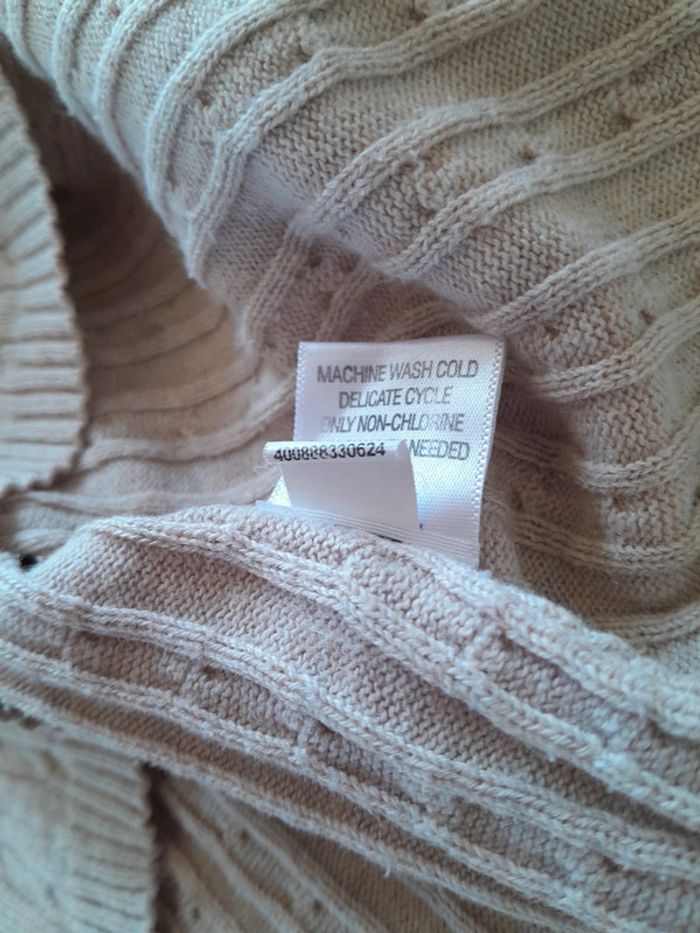 MACHINE WASH COLD
DELICATE CYCLE
ONLY NON-CHLORINE
NEEDED
400888330624